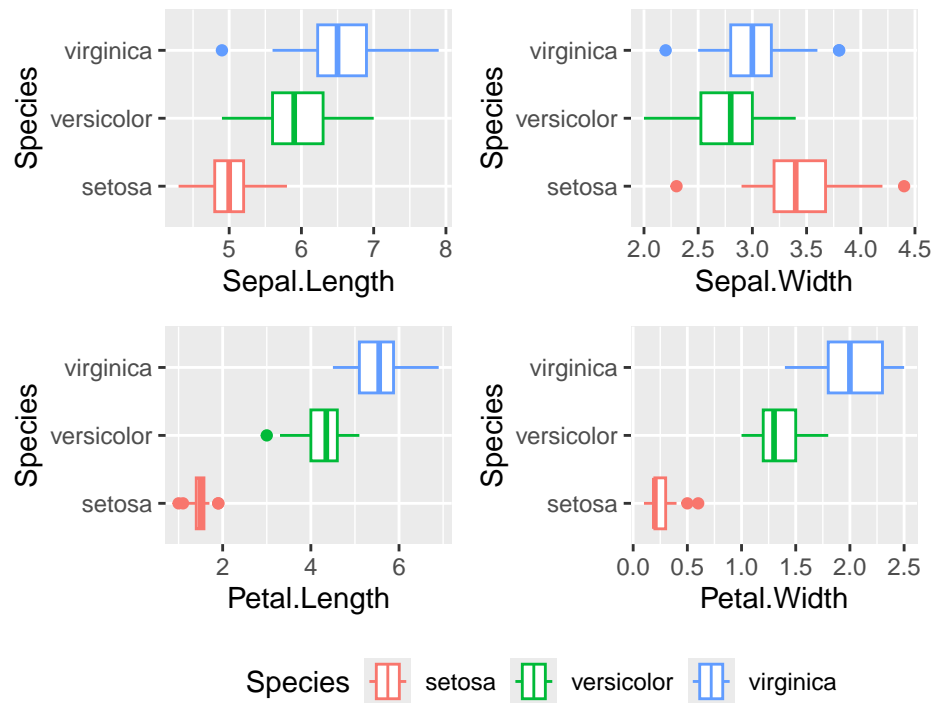 Species
virginica
versicolor
setosa
5 6 7 8
Sepal.Length
Species
virginica
versicolor
setosa
2.0 2.5 3.0 3.5 4.0 4.5
Sepal.Width
Species
virginica
versicolor
setosa
2 4 6
Petal.Length
Species
virginica
versicolor
setosa
0.0 0.5 1.0 1.5 2.0 2.5
Petal.Width
Species setosa versicolor virginica